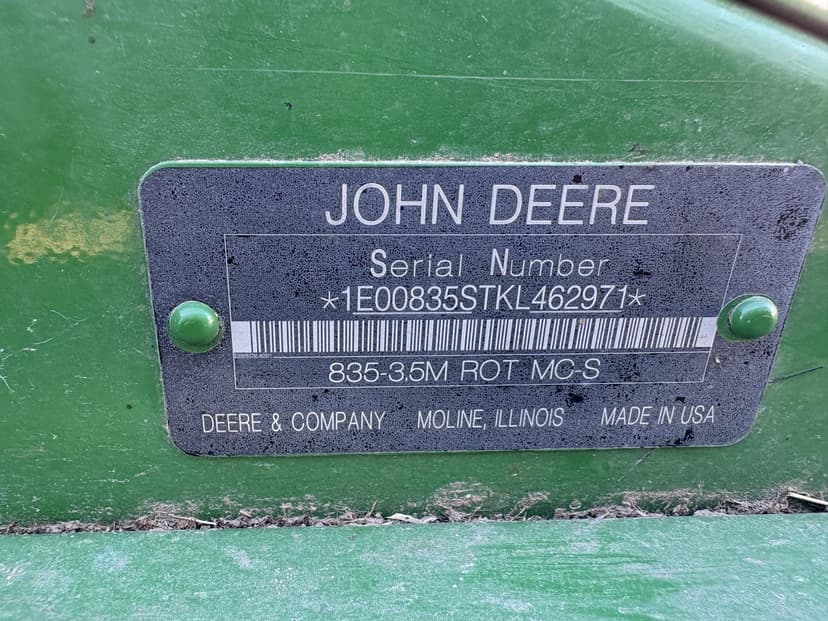 JOHN DEERE
Serial Number
*1E00835STKL462971*
835-3.5M ROT MC-S
DEERE & COMPANY MOLINE, ILLINOIS MADE IN USA